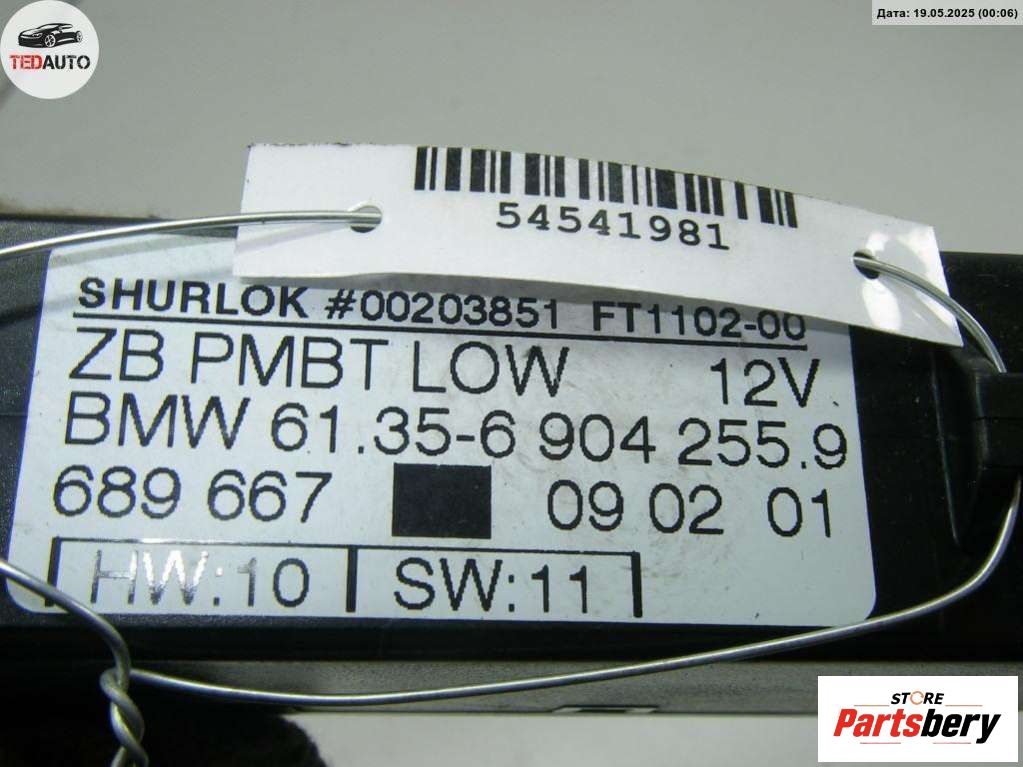 Дата: 19.05.2025 (00:06)
TEDAUTO
54541981
SHURLOK #00203851 FT1102-00
ZB PMBT LOW 12V
BMW 61.35-6 904 255.9
689 667 09 02 01
HW:10 SW:11
STORE
Partsbery